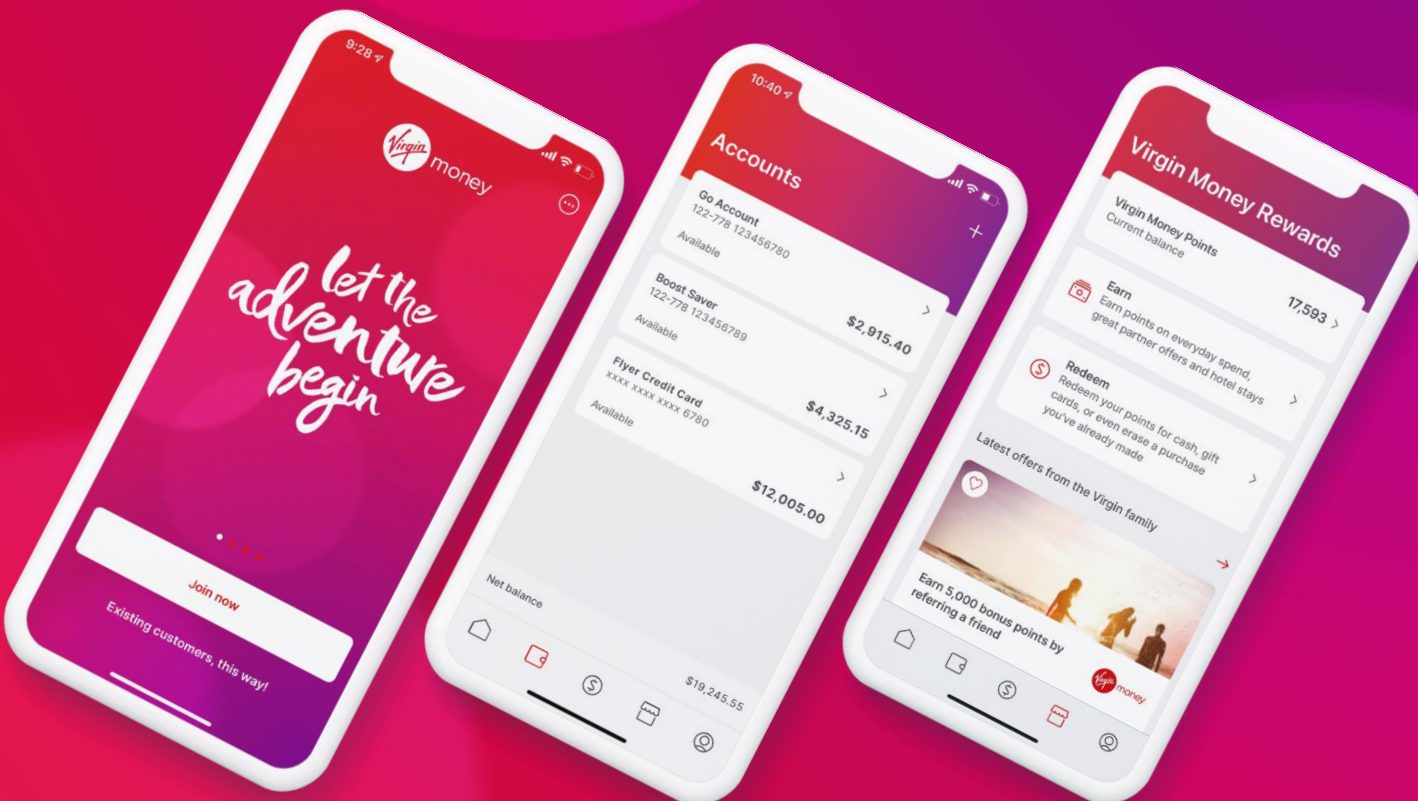 9:28
Virgin money
let the
adventure
begin
Join now
Existing customers, this way!
10:40
Accounts
Go Account
122-778 123456780
Available
$2,915.40
Boost Saver
122-778 123456789
Available
$4,325.15
Flyer Credit Card
xxxx xxxx xxxx 6780
Available
$12,005.00
Net balance
$19,245.55
Virgin Money Rewards
Virgin Money Points
Current balance
17,593
Earn
Earn points on everyday spend,
great partner offers and hotel stays
Redeem
Redeem your points for cash, gift
cards, or even erase a purchase
you've already made
Latest offers from the Virgin family
Earn 5,000 bonus points by
referring a friend
Virgin money